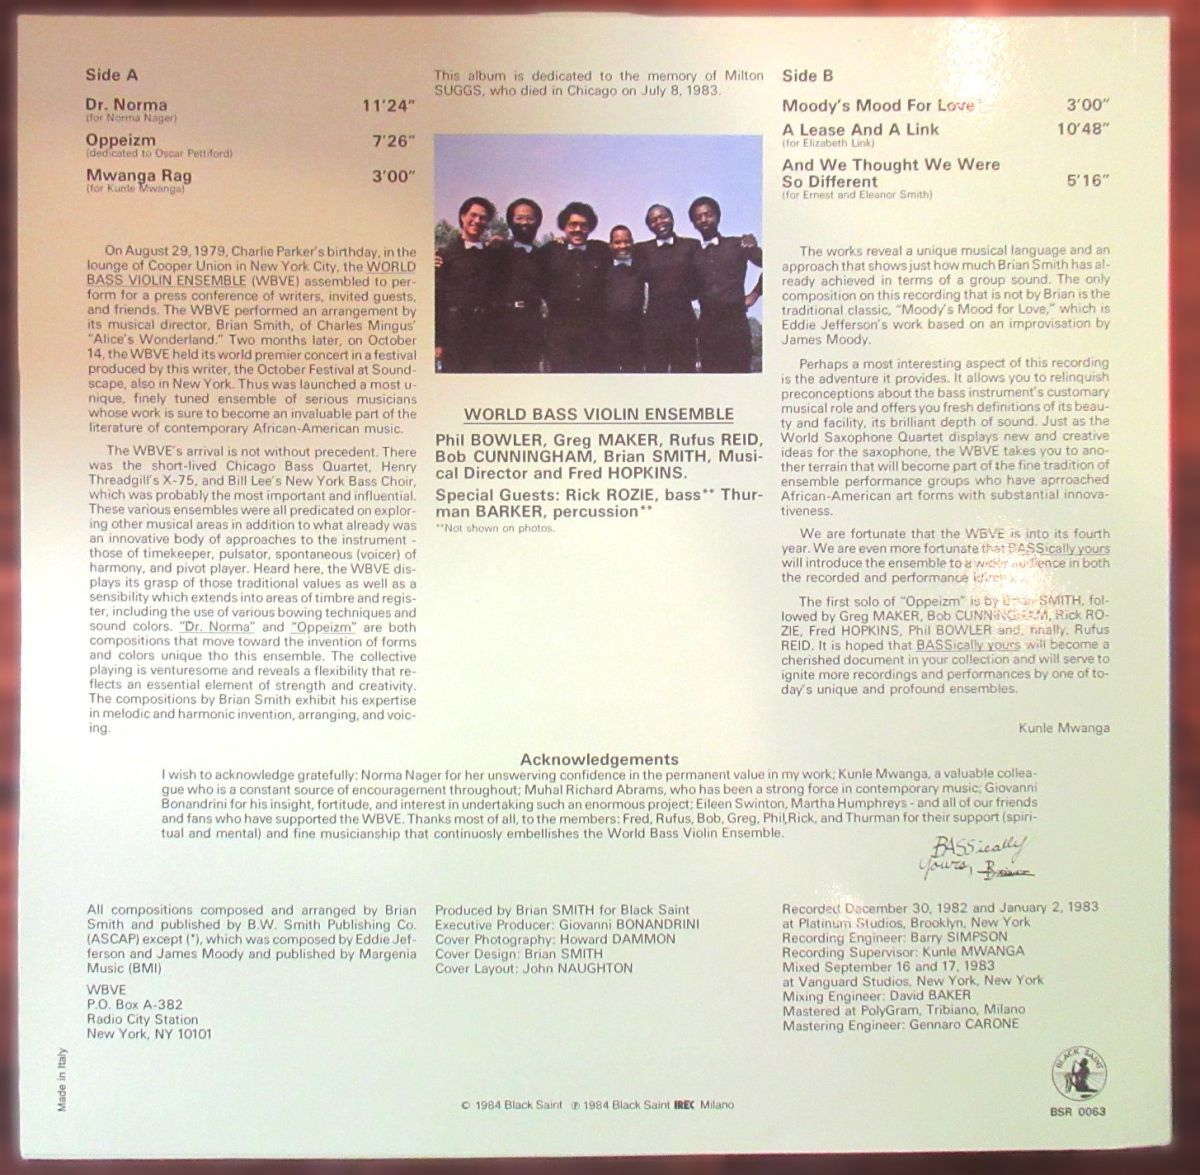 Side A
Dr. Norma 11'24"
(for Norma Nager)
Oppeizm 7'26"
(dedicated to Oscar Pettiford)
Mwanga Rag 3'00"
(for Kunle Mwanga)
This album is dedicated to the memory of Milton
SUGGS, who died in Chicago on July 8, 1983.
Side B
Moody's Mood For Love* 3'00"
A Lease And A Link 10'48"
(for Elizabeth Link)
And We Thought We Were
So Different 5'16"
(for Ernest and Eleanor Smith)
On August 29, 1979, Charlie Parker's birthday, in the
lounge of Cooper Union in New York City, the WORLD
BASS VIOLIN ENSEMBLE (WBVE) assembled to per-
form for a press conference of writers, invited guests,
and friends. The WBVE performed an arrangement by
its musical director, Brian Smith, of Charles Mingus'
"Alice's Wonderland." Two months later, on October
14, the WBVE held its world premier concert in a festival
produced by this writer, the October Festival at Sound-
scape, also in New York. Thus was launched a most u-
nique, finely tuned ensemble of serious musicians
whose work is sure to become an invaluable part of the
literature of contemporary African-American music.
The WBVE's arrival is not without precedent. There
was the short-lived Chicago Bass Quartet, Henry
Threadgill's X-75, and Bill Lee's New York Bass Choir,
which was probably the most important and influential.
These various ensembles were all predicated on explor-
ing other musical areas in addition to what already was
an innovative body of approaches to the instrument -
those of timekeeper, pulsator, spontaneous (voicer) of
harmony, and pivot player. Heard here, the WBVE dis-
plays its grasp of those traditional values as well as a
sensibility which extends into areas of timbre and regis-
ter, including the use of various bowing techniques and
sound colors. "Dr. Norma" and "Oppeizm" are both
compositions that move toward the invention of forms
and colors unique tho this ensemble. The collective
playing is venturesome and reveals a flexibility that re-
flects an essential element of strength and creativity.
The compositions by Brian Smith exhibit his expertise
in melodic and harmonic invention, arranging, and voic-
ing.
WORLD BASS VIOLIN ENSEMBLE
Phil BOWLER, Greg MAKER, Rufus REID,
Bob CUNNINGHAM, Brian SMITH, Musi-
cal Director and Fred HOPKINS.
Special Guests: Rick ROZIE, bass** Thur-
man BARKER, percussion**
**Not shown on photos.
The works reveal a unique musical language and an
approach that shows just how much Brian Smith has al-
ready achieved in terms of a group sound. The only
composition on this recording that is not by Brian is the
traditional classic, "Moody's Mood for Love," which is
Eddie Jefferson's work based on an improvisation by
James Moody.
Perhaps a most interesting aspect of this recording
is the adventure it provides. It allows you to relinquish
preconceptions about the bass instrument's customary
musical role and offers you fresh definitions of its beau-
ty and facility, its brilliant depth of sound. Just as the
World Saxophone Quartet displays new and creative
ideas for the saxophone, the WBVE takes you to ano-
ther terrain that will become part of the fine tradition of
ensemble performance groups who have aprroached
African-American art forms with substantial innova-
tiveness.
We are fortunate that the WBVE is into its fourth
year. We are even more fortunate that BASSically yours
will introduce the ensemble to a wider audience in both
the recorded and performance
The first solo of "Oppeizm" is by Brian SMITH, fol-
lowed by Greg MAKER, Bob CUNNINGHAM, Rick RO-
ZIE, Fred HOPKINS, Phil BOWLER and, finally, Rufus
REID. It is hoped that BASSically yours will become a
cherished document in your collection and will serve to
ignite more recordings and performances by one of to-
day's unique and profound ensembles.
Kunle Mwanga
Acknowledgements
I wish to acknowledge gratefully: Norma Nager for her unswerving confidence in the permanent value in my work; Kunle Mwanga, a valuable collea-
gue who is a constant source of encouragement throughout; Muhal Richard Abrams, who has been a strong force in contemporary music; Giovanni
Bonandrini for his insight, fortitude, and interest in undertaking such an enormous project; Eileen Swinton, Martha Humphreys - and all of our friends
and fans who have supported the WBVE. Thanks most of all, to the members: Fred, Rufus, Bob, Greg, Phil,Rick, and Thurman for their support (spiri-
tual and mental) and fine musicianship that continuosly embellishes the World Bass Violin Ensemble.
BASSically
yours, Brian
All compositions composed and arranged by Brian
Smith and published by B.W. Smith Publishing Co.
(ASCAP) except (*), which was composed by Eddie Jef-
ferson and James Moody and published by Margenia
Music (BMI)
WBVE
P.O. Box A-382
Radio City Station
New York, NY 10101
Produced by Brian SMITH for Black Saint
Executive Producer: Giovanni BONANDRINI
Cover Photography: Howard DAMMON
Cover Design: Brian SMITH
Cover Layout: John NAUGHTON
Recorded December 30, 1982 and January 2, 1983
at Platinum Studios, Brooklyn, New York
Recording Engineer: Barry SIMPSON
Recording Supervisor: Kunle MWANGA
Mixed September 16 and 17, 1983
at Vanguard Studios, New York, New York
Mixing Engineer: David BAKER
Mastered at PolyGram, Tribiano, Milano
Mastering Engineer: Gennaro CARONE
Made in Italy
BLACK SAINT
BSR 0063
© 1984 Black Saint ℗ 1984 Black Saint IREC Milano